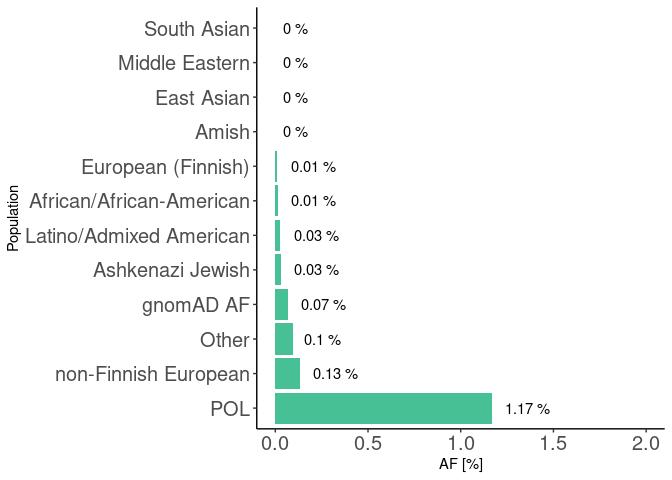 South Asian 0 %
Middle Eastern 0 %
East Asian 0 %
Amish 0 %
European (Finnish) 0.01 %
African/African-American 0.01 %
Latino/Admixed American 0.03 %
Ashkenazi Jewish 0.03 %
gnomAD AF 0.07 %
Other 0.1 %
non-Finnish European 0.13 %
POL 1.17 %
Population
0.0 0.5 1.0 1.5 2.0
AF [%]